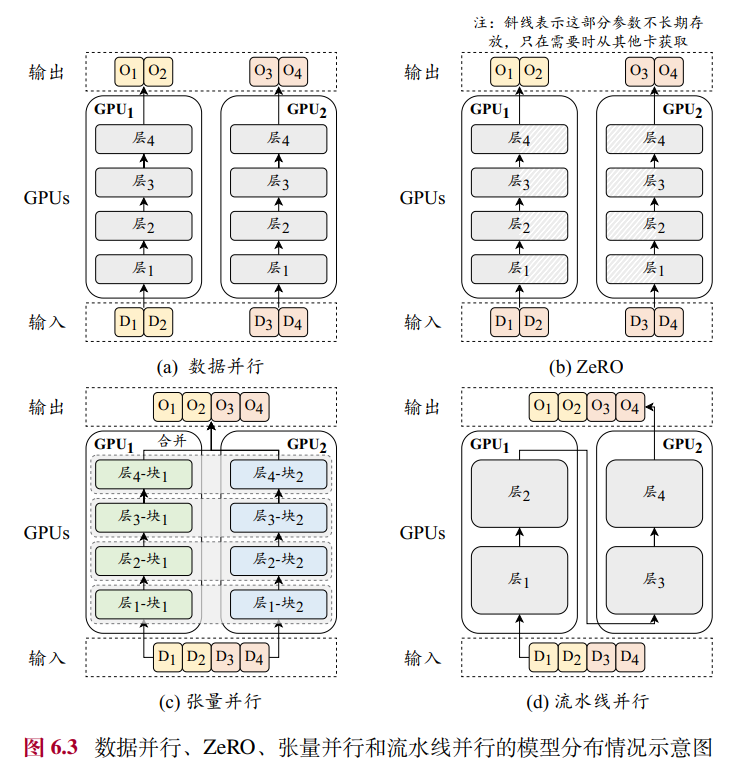 注：斜线表示这部分参数不长期存
放，只在需要时从其他卡获取
输出
O1 O2
O3 O4
GPU1
GPU2
GPUs
层4
层4
层3
层3
层2
层2
层1
层1
输入
D1 D2
D3 D4
(a) 数据并行
输出
O1 O2
O3 O4
GPU1
GPU2
GPUs
层4
层4
层3
层3
层2
层2
层1
层1
输入
D1 D2
D3 D4
(b) ZeRO
输出
O1 O2 O3 O4
GPU1
合并
GPU2
GPUs
层4-块1
层4-块2
层3-块1
层3-块2
层2-块1
层2-块2
层1-块1
层1-块2
输入
D1 D2 D3 D4
(c) 张量并行
输出
O1 O2 O3 O4
GPU1
GPU2
GPUs
层2
层4
层1
层3
输入
D1 D2 D3 D4
(d) 流水线并行
图 6.3 数据并行、ZeRO、张量并行和流水线并行的模型分布情况示意图